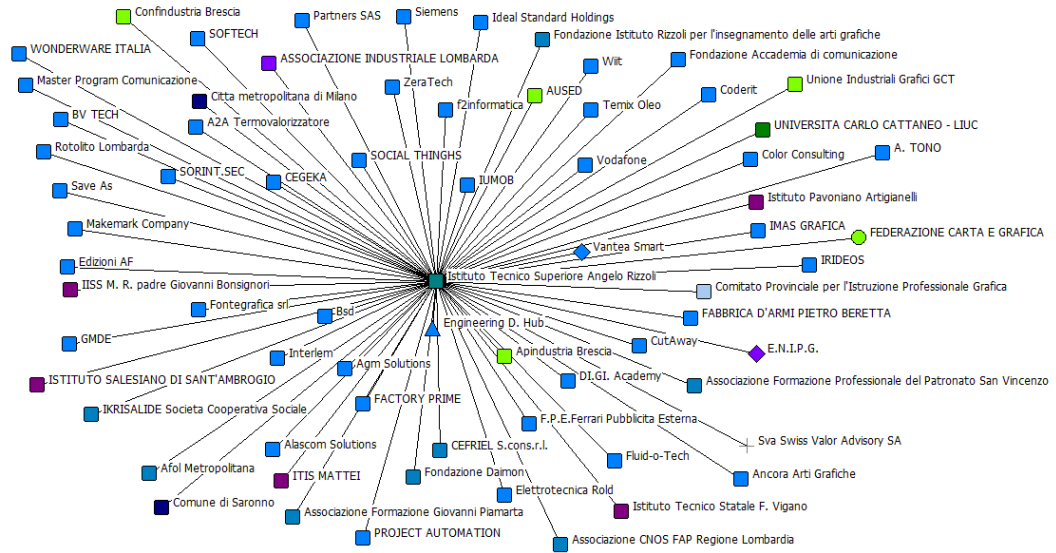 Confindustria Brescia
Partners SAS
Siemens
Ideal Standard Holdings
SOFTECH
Fondazione Istituto Rizzoli per l'insegnamento delle arti grafiche
WONDERWARE ITALIA
ASSOCIAZIONE INDUSTRIALE LOMBARDA
Wiit
Fondazione Accademia di comunicazione
Master Program Comunicazione
ZeraTech
AUSED
Coderit
Unione Industriali Grafici GCT
Citta metropolitana di Milano
f2informatica
Temix Oleo
BV TECH
A2A Termovalorizzatore
UNIVERSITA CARLO CATTANEO - LIUC
Rotolito Lombarda
SOCIAL THINGHS
Vodafone
Color Consulting
A. TONO
SORINT.SEC
CEGEKA
IUMOB
Save As
Istituto Pavoniano Artigianelli
Makemark Company
IMAS GRAFICA
FEDERAZIONE CARTA E GRAFICA
Vantea Smart
Edizioni AF
IRIDEOS
Istituto Tecnico Superiore Angelo Rizzoli
IISS M. R. padre Giovanni Bonsignori
Comitato Provinciale per l'Istruzione Professionale Grafica
Fontegrafica srl
Bsd
FABBRICA D'ARMI PIETRO BERETTA
Engineering D. Hub
GMDE
CutAway
E.N.I.P.G.
Interlem
Apindustria Brescia
Agm Solutions
ISTITUTO SALESIANO DI SANT'AMBROGIO
DI.GI. Academy
Associazione Formazione Professionale del Patronato San Vincenzo
FACTORY PRIME
IKRISALIDE Societa Cooperativa Sociale
F.P.E.Ferrari Pubblicita Esterna
Alascom Solutions
CEFRIEL S.cons.r.l.
Sva Swiss Valor Advisory SA
Fluid-o-Tech
Afol Metropolitana
ITIS MATTEI
Fondazione Daimon
Ancora Arti Grafiche
Elettrotecnica Rold
Comune di Saronno
Associazione Formazione Giovanni Piamarta
Istituto Tecnico Statale F. Vigano
PROJECT AUTOMATION
Associazione CNOS FAP Regione Lombardia